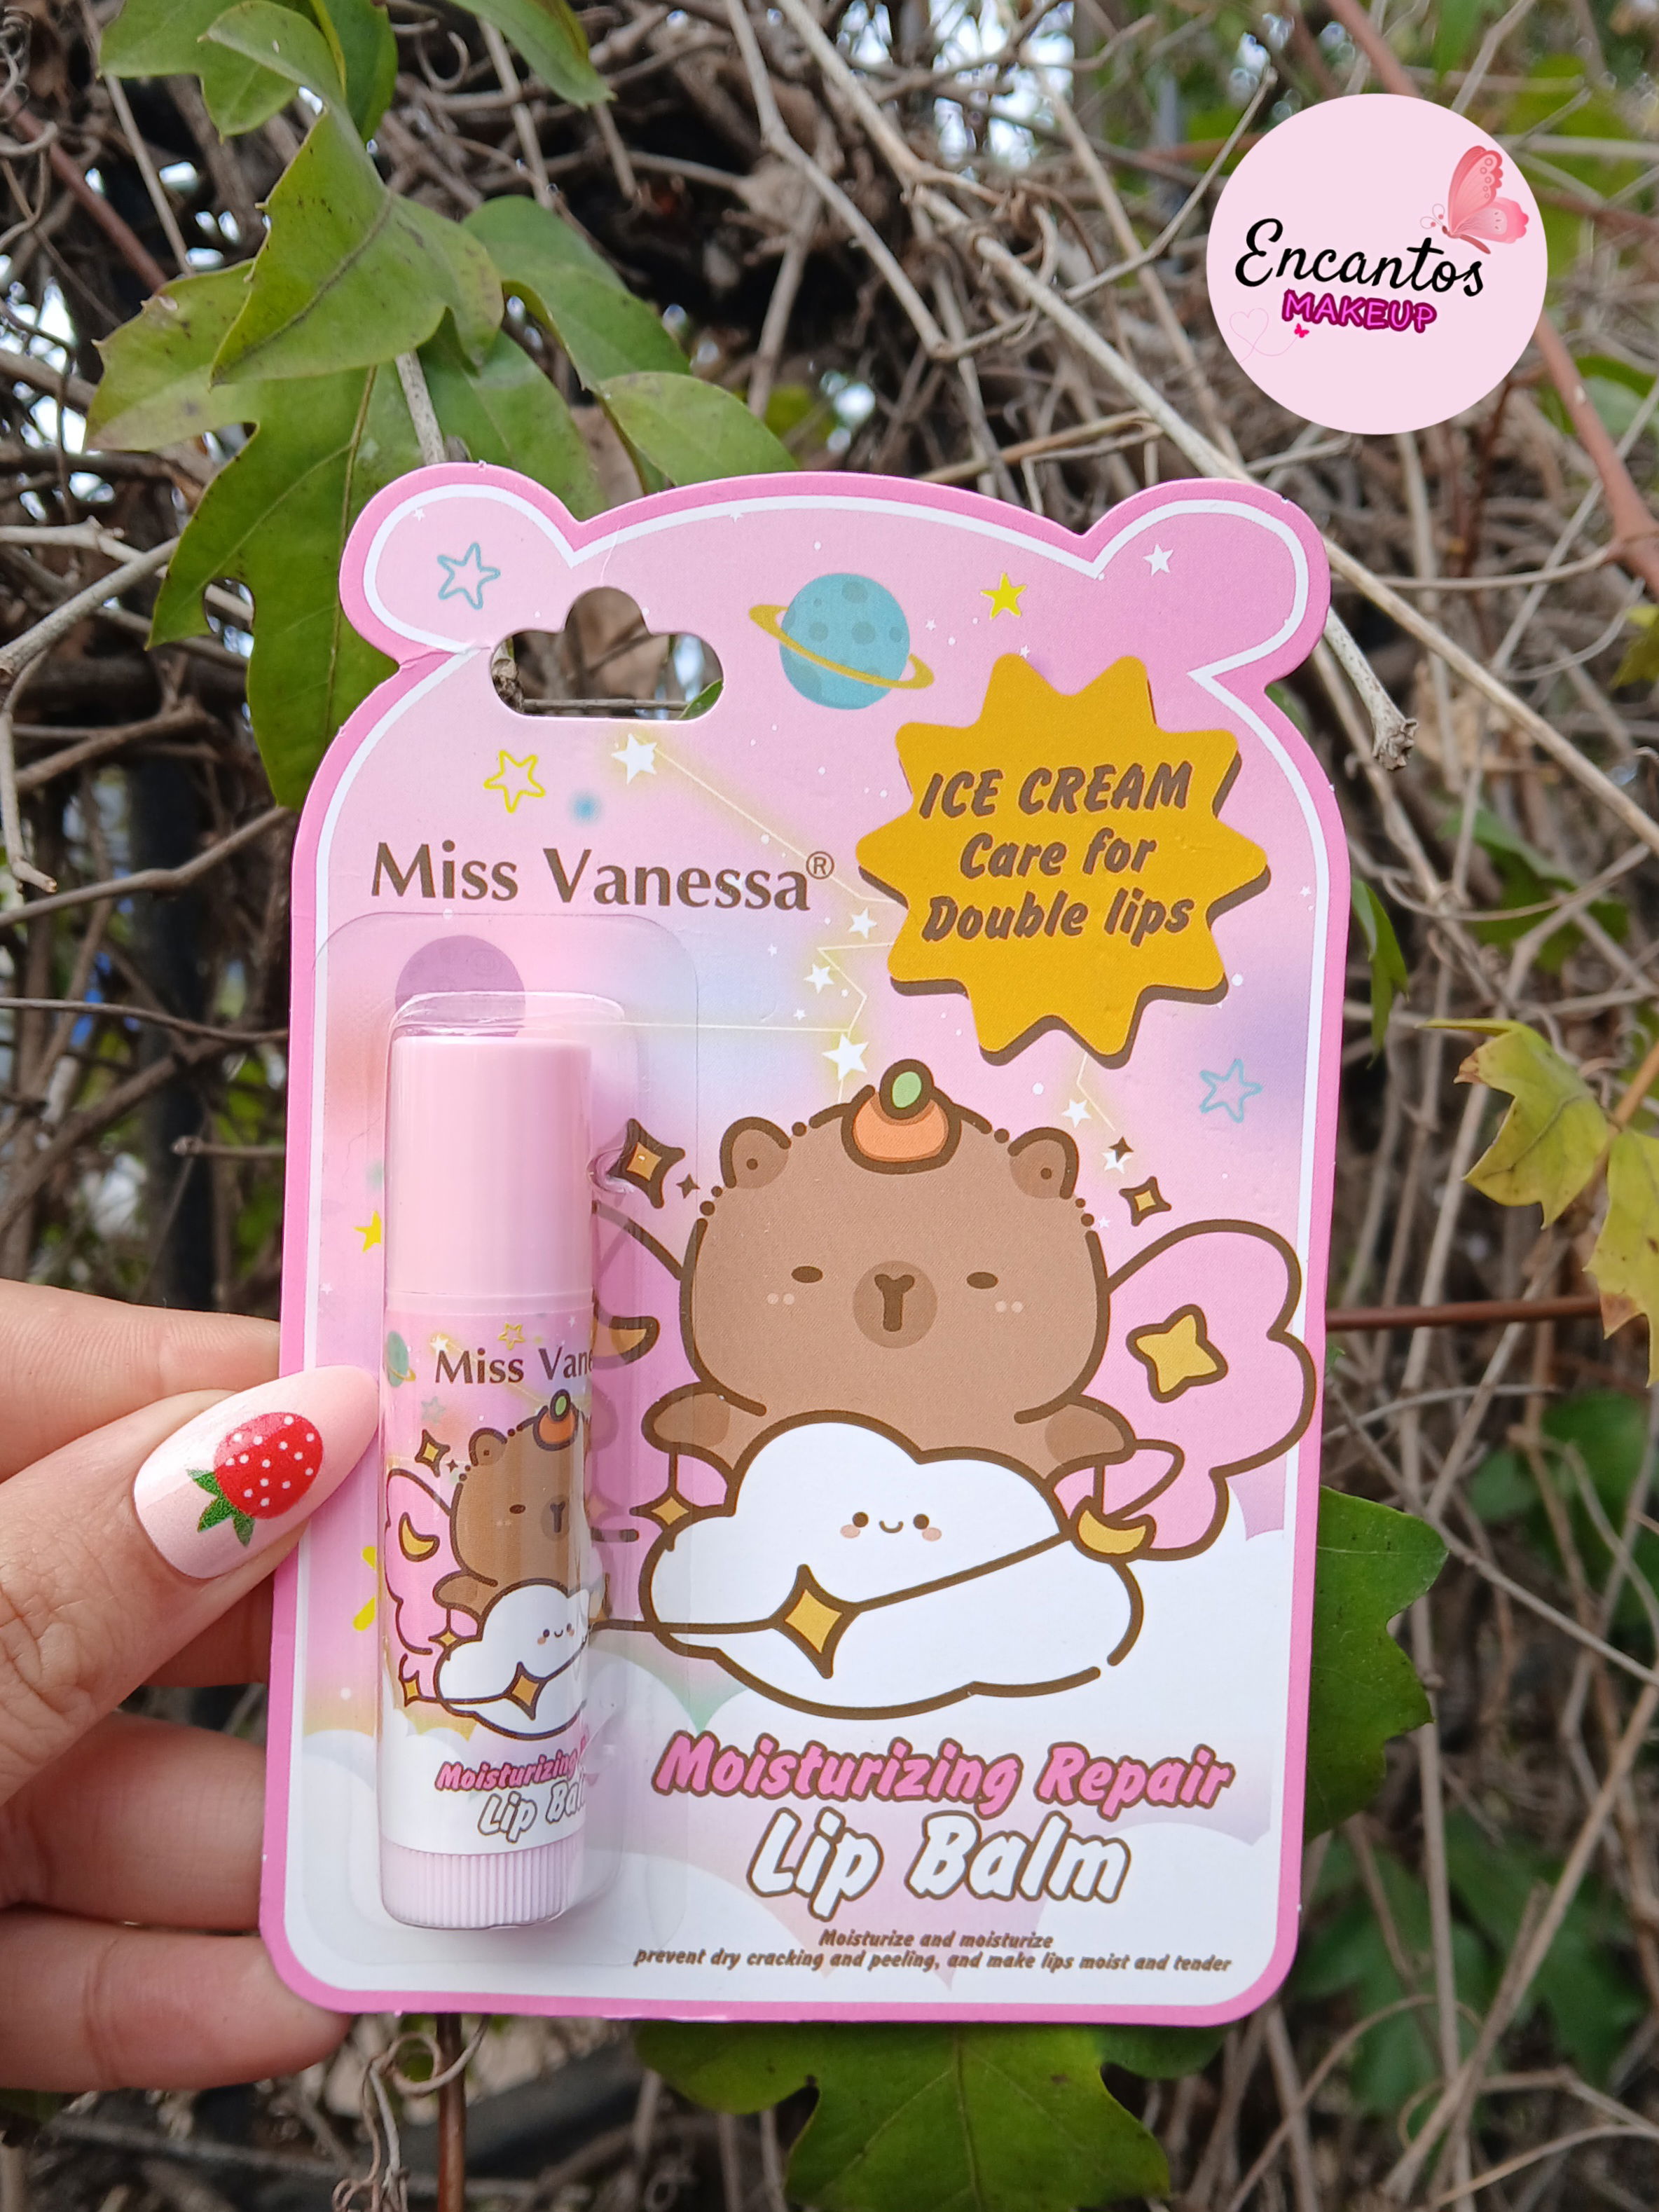 Encantos
MAKEUP
ICE CREAM
Care for
Double lips
Miss Vanessa®
Miss Vane
Moisturizing
Lip Bal
Moisturizing Repair
Lip Balm
Moisturize and moisturize
prevent dry cracking and peeling, and make lips moist and tender